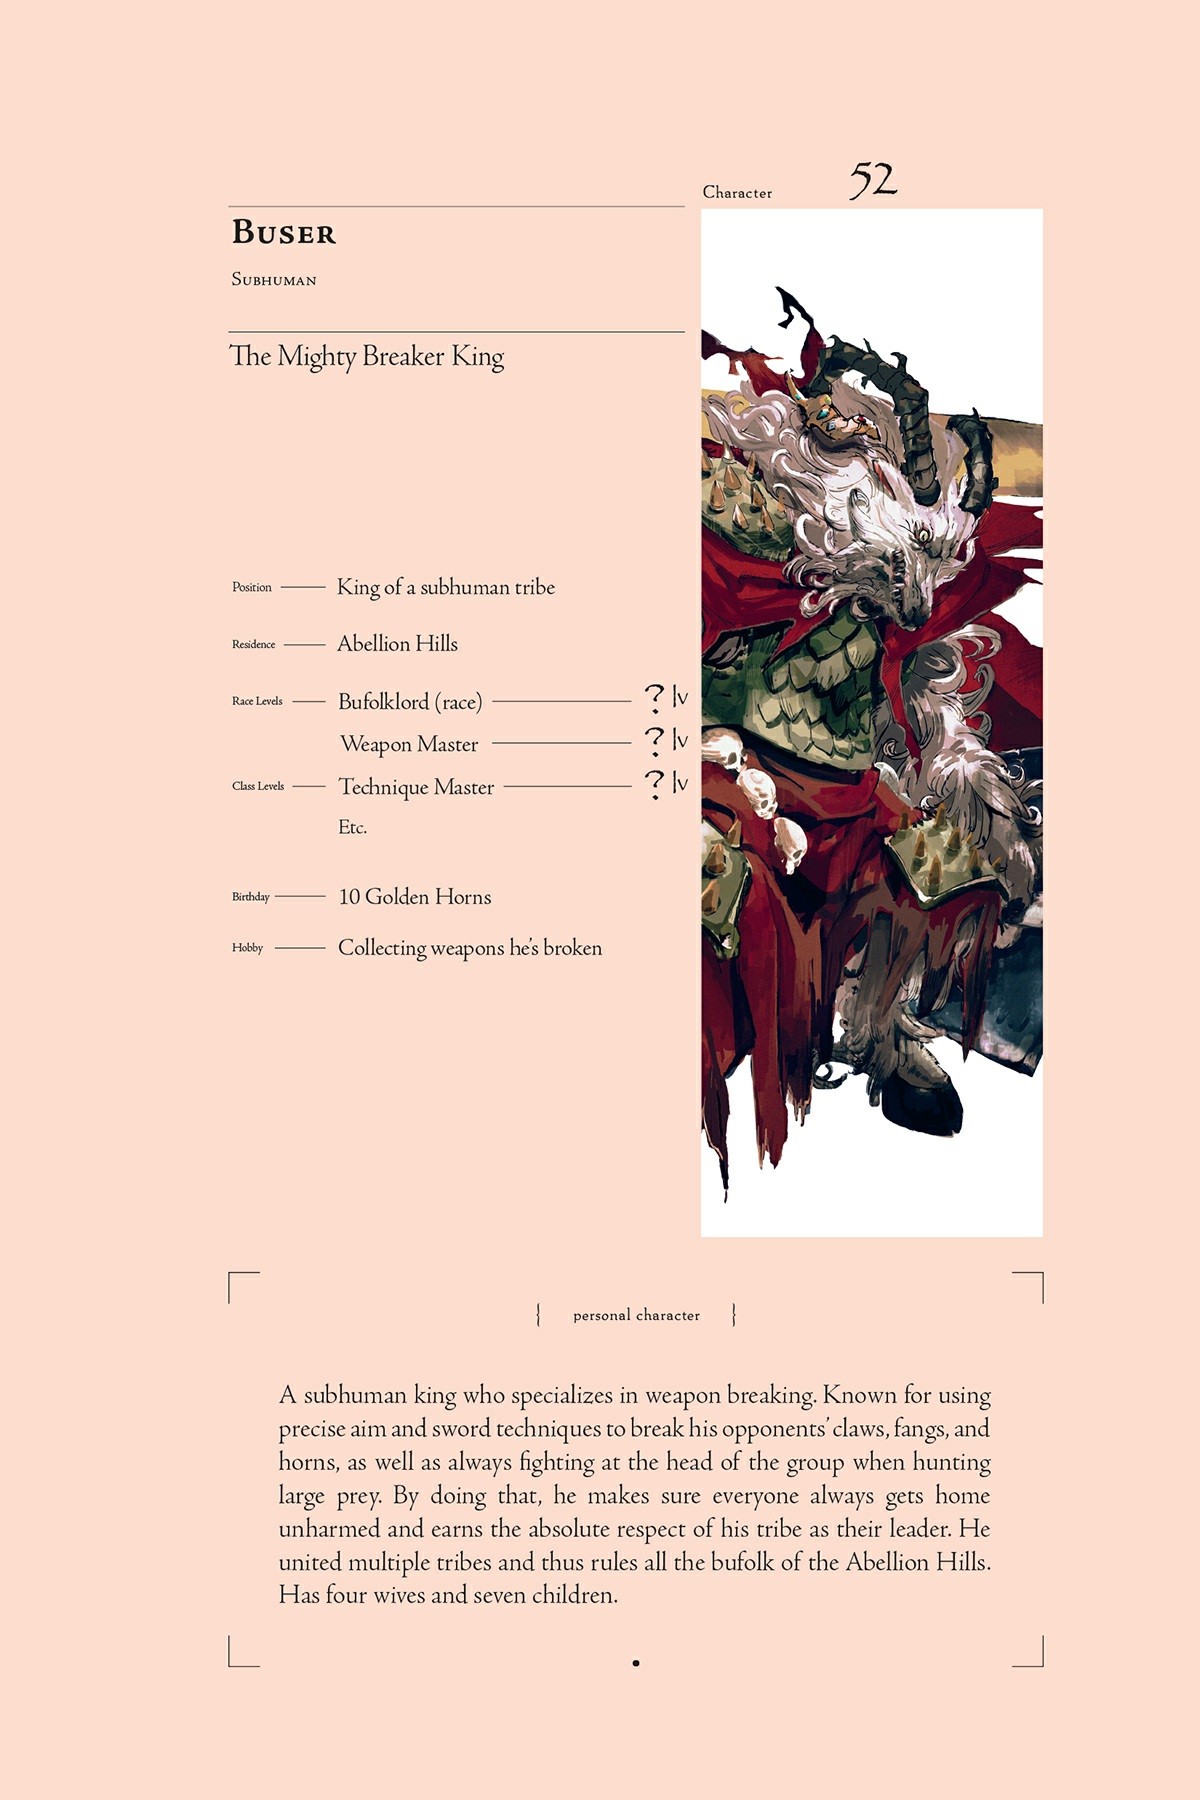 Character 52
Buser
Subhuman
The Mighty Breaker King
Position King of a subhuman tribe
Residence Abellion Hills
Race Levels Bufolklord (race) ? lv
Weapon Master ? lv
Class Levels Technique Master ? lv
Etc.
Birthday 10 Golden Horns
Hobby Collecting weapons he's broken
{ personal character }
A subhuman king who specializes in weapon breaking. Known for using
precise aim and sword techniques to break his opponents' claws, fangs, and
horns, as well as always fighting at the head of the group when hunting
large prey. By doing that, he makes sure everyone always gets home
unharmed and earns the absolute respect of his tribe as their leader. He
united multiple tribes and thus rules all the bufolk of the Abellion Hills.
Has four wives and seven children.